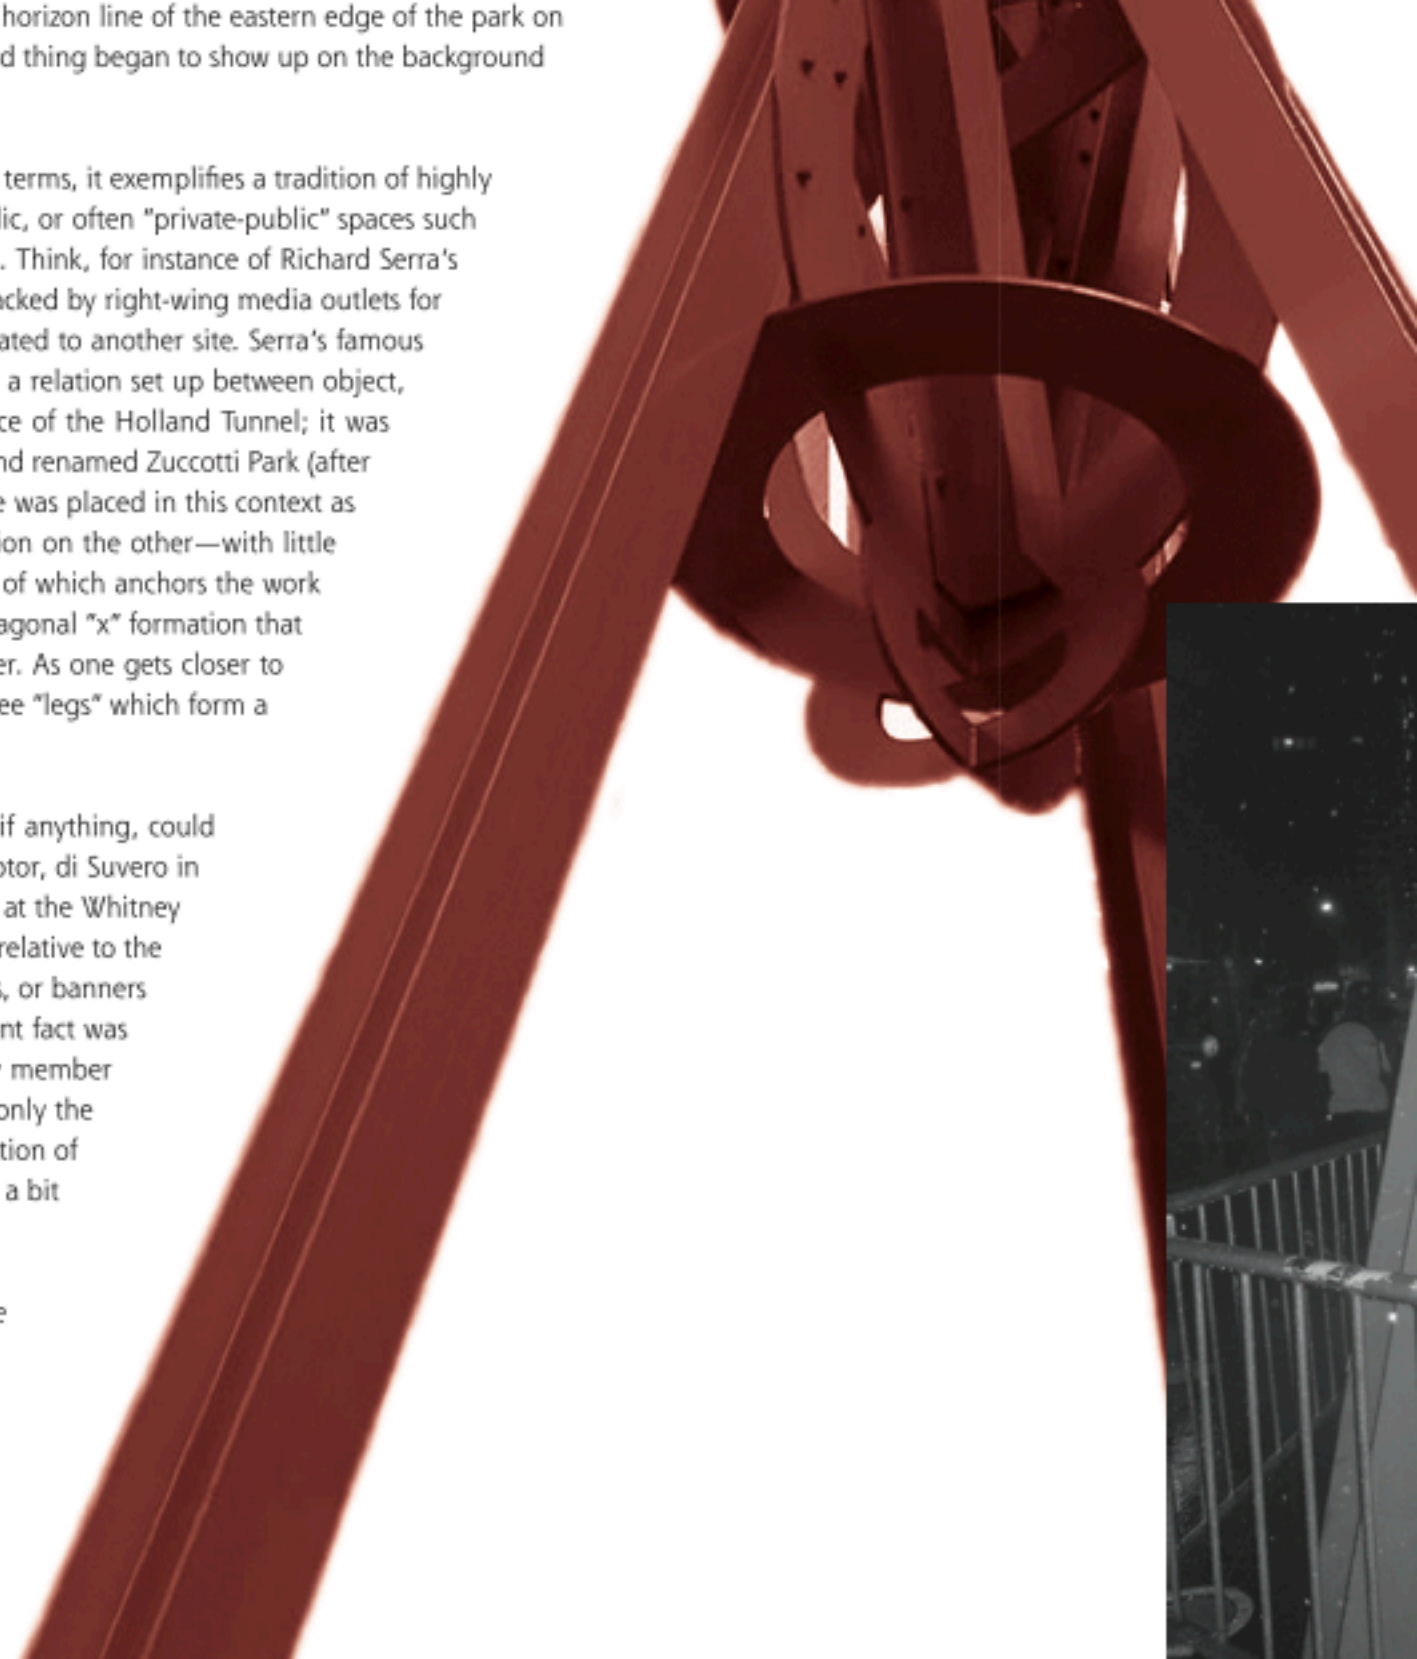 horizon line of the eastern edge of the park on
d thing began to show up on the background
terms, it exemplifies a tradition of highly
lic, or often "private-public" spaces such
. Think, for instance of Richard Serra's
acked by right-wing media outlets for
ated to another site. Serra's famous
a relation set up between object,
ce of the Holland Tunnel; it was
nd renamed Zuccotti Park (after
e was placed in this context as
ion on the other—with little
of which anchors the work
agonal "x" formation that
er. As one gets closer to
ee "legs" which form a
if anything, could
ptor, di Suvero in
at the Whitney
relative to the
s, or banners
nt fact was
member
only the
tion of
a bit
e